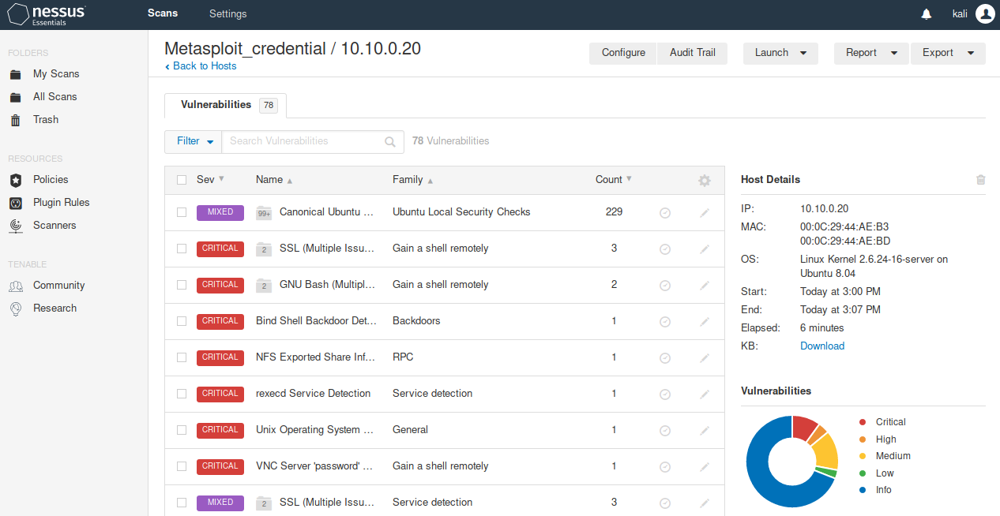 nessus
Essentials
Scans
Settings
kali
FOLDERS
My Scans
All Scans
Trash
RESOURCES
Policies
Plugin Rules
Scanners
TENABLE
Community
Research
Metasploit_credential / 10.10.0.20
Back to Hosts
Configure
Audit Trail
Launch
Report
Export
Vulnerabilities 78
Filter
Search Vulnerabilities
78 Vulnerabilities
Sev Name Family Count
MIXED 99+ Canonical Ubuntu ... Ubuntu Local Security Checks 229
CRITICAL 2 SSL (Multiple Issu... Gain a shell remotely 3
CRITICAL 2 GNU Bash (Multipl... Gain a shell remotely 2
CRITICAL Bind Shell Backdoor Det... Backdoors 1
CRITICAL NFS Exported Share Inf... RPC 1
CRITICAL rexecd Service Detection Service detection 1
CRITICAL Unix Operating System ... General 1
CRITICAL VNC Server 'password' ... Gain a shell remotely 1
MIXED 2 SSL (Multiple Issu... Service detection 3
Host Details
IP: 10.10.0.20
MAC: 00:0C:29:44:AE:B3
00:0C:29:44:AE:BD
OS: Linux Kernel 2.6.24-16-server on
Ubuntu 8.04
Start: Today at 3:00 PM
End: Today at 3:07 PM
Elapsed: 6 minutes
KB: Download
Vulnerabilities
Critical
High
Medium
Low
Info